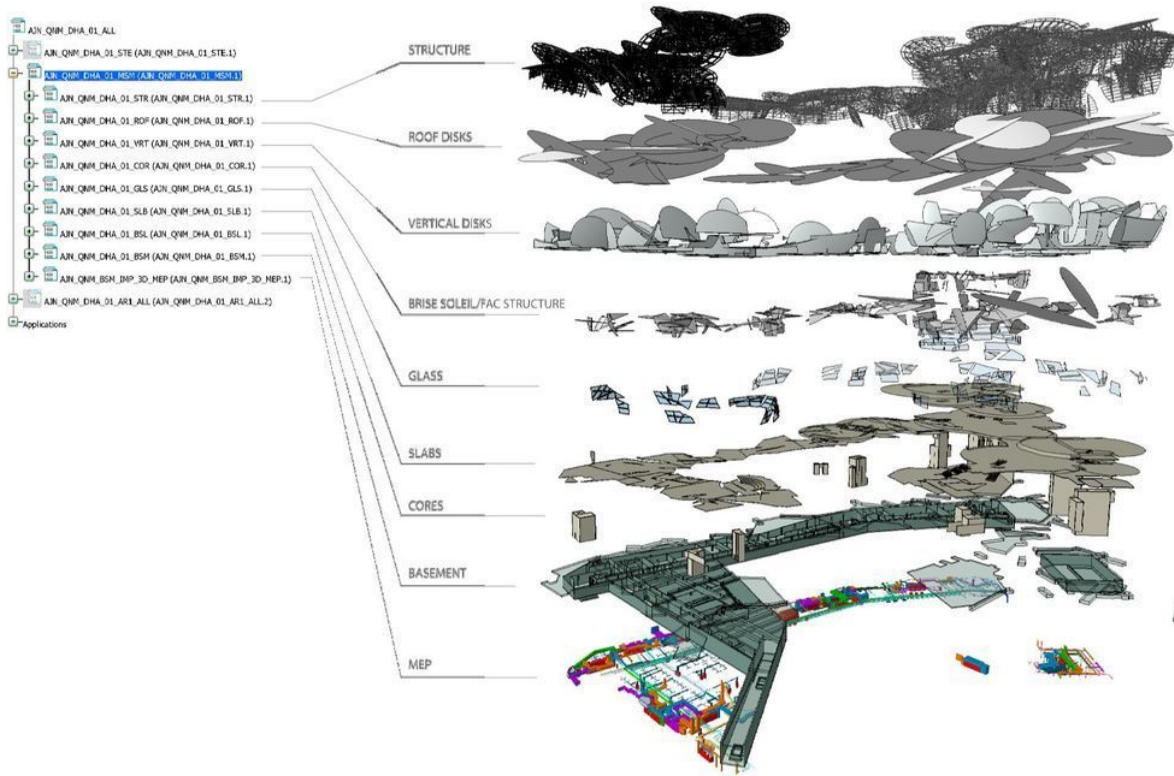 AJN_QNM_DHA_01_ALL
AJN_QNM_DHA_01_STE (AJN_QNM_DHA_01_STE.1)
AJN_QNM_DHA_01_MSM (AJN_QNM_DHA_01_MSM.1)
AJN_QNM_DHA_01_STR (AJN_QNM_DHA_01_STR.1)
AJN_QNM_DHA_01_ROF (AJN_QNM_DHA_01_ROF.1)
AJN_QNM_DHA_01_VRT (AJN_QNM_DHA_01_VRT.1)
AJN_QNM_DHA_01_COR (AJN_QNM_DHA_01_COR.1)
AJN_QNM_DHA_01_GLS (AJN_QNM_DHA_01_GLS.1)
AJN_QNM_DHA_01_SLB (AJN_QNM_DHA_01_SLB.1)
AJN_QNM_DHA_01_BSL (AJN_QNM_DHA_01_BSL.1)
AJN_QNM_DHA_01_BSM (AJN_QNM_DHA_01_BSM.1)
AJN_QNM_BSM_IMP_3D_MEP (AJN_QNM_BSM_IMP_3D_MEP.1)
AJN_QNM_DHA_01_AR1_ALL (AJN_QNM_DHA_01_AR1_ALL.2)
Applications
STRUCTURE
ROOF DISKS
VERTICAL DISKS
BRISE SOLEIL/FAC STRUCTURE
GLASS
SLABS
CORES
BASEMENT
MEP